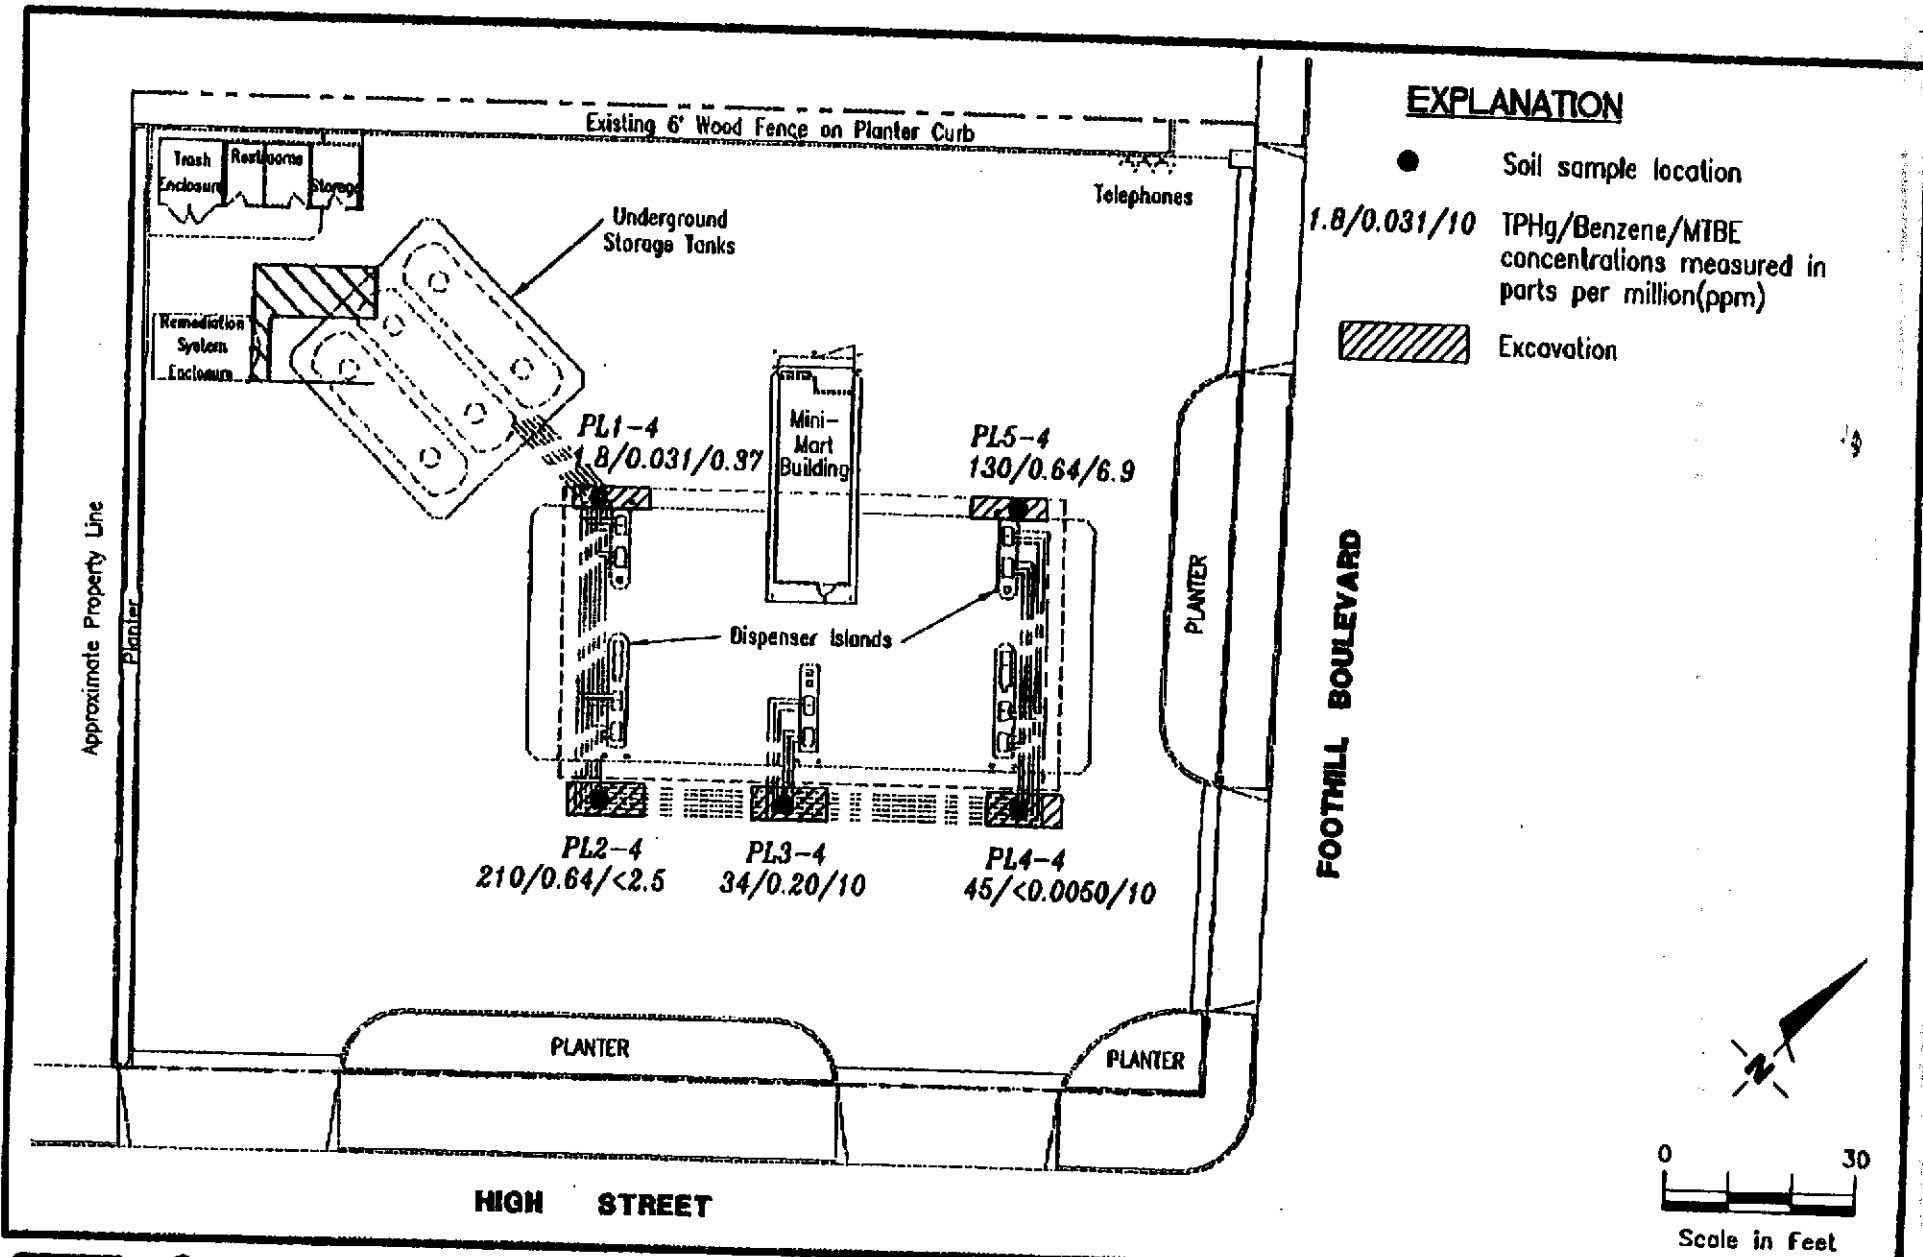 EXPLANATION
Existing 6' Wood Fence on Planter Curb
Trash
Enclosure
Restrooms
Storage
Telephones
Underground
Storage Tanks
Soil sample location
1.8/0.031/10
TPHg/Benzene/MTBE
concentrations measured in
parts per million(ppm)
Excavation
Remediation
System
Enclosure
PL1-4
1.8/0.031/0.37
Mini-
Mart
Building
PL5-4
130/0.64/6.9
Approximate Property Line
Planter
Dispenser Islands
PLANTER
FOOTHILL BOULEVARD
PL2-4
210/0.64/<2.5
PL3-4
34/0.20/10
PL4-4
45/<0.0050/10
PLANTER
PLANTER
N
HIGH STREET
0 30
Scale in Feet